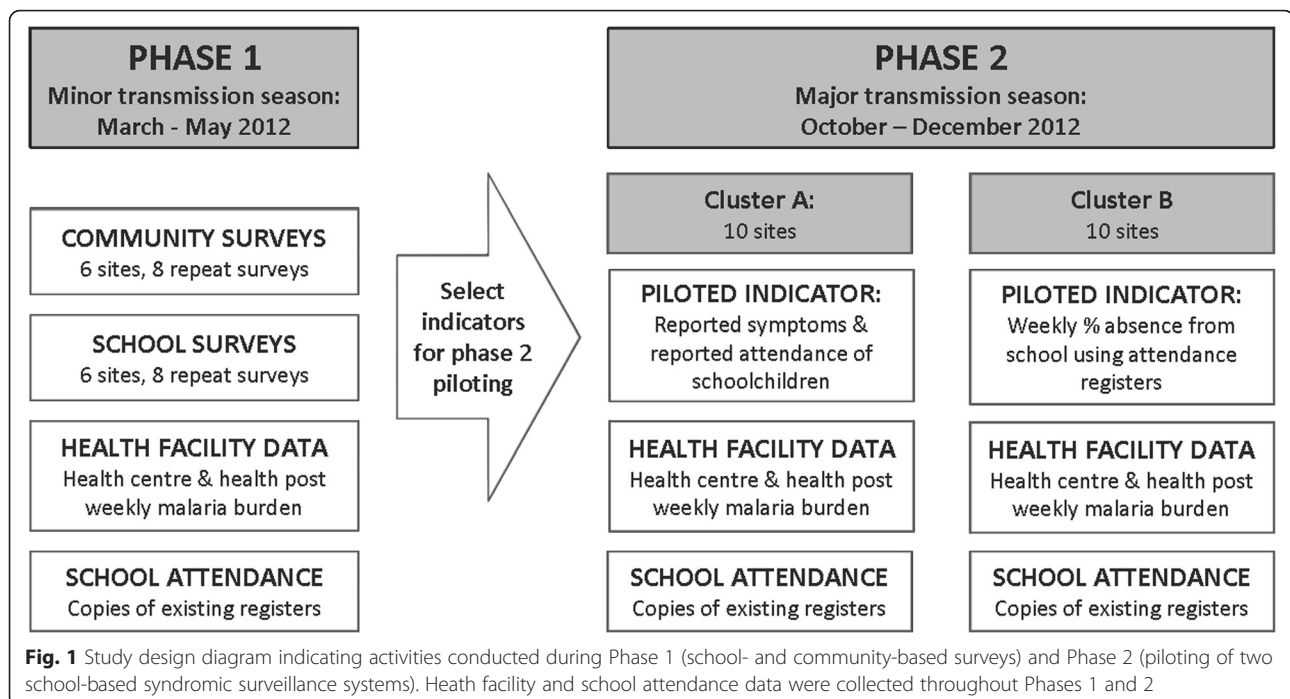 PHASE 1
Minor transmission season:
March - May 2012
COMMUNITY SURVEYS
6 sites, 8 repeat surveys
SCHOOL SURVEYS
6 sites, 8 repeat surveys
HEALTH FACILITY DATA
Health centre & health post
weekly malaria burden
SCHOOL ATTENDANCE
Copies of existing registers
Select
indicators
for phase 2
piloting
PHASE 2
Major transmission season:
October – December 2012
Cluster A:
10 sites
PILOTED INDICATOR:
Reported symptoms &
reported attendance of
schoolchildren
HEALTH FACILITY DATA
Health centre & health post
weekly malaria burden
SCHOOL ATTENDANCE
Copies of existing registers
Cluster B
10 sites
PILOTED INDICATOR:
Weekly % absence from
school using attendance
registers
HEALTH FACILITY DATA
Health centre & health post
weekly malaria burden
SCHOOL ATTENDANCE
Copies of existing registers
Fig. 1 Study design diagram indicating activities conducted during Phase 1 (school- and community-based surveys) and Phase 2 (piloting of two
school-based syndromic surveillance systems). Heath facility and school attendance data were collected throughout Phases 1 and 2